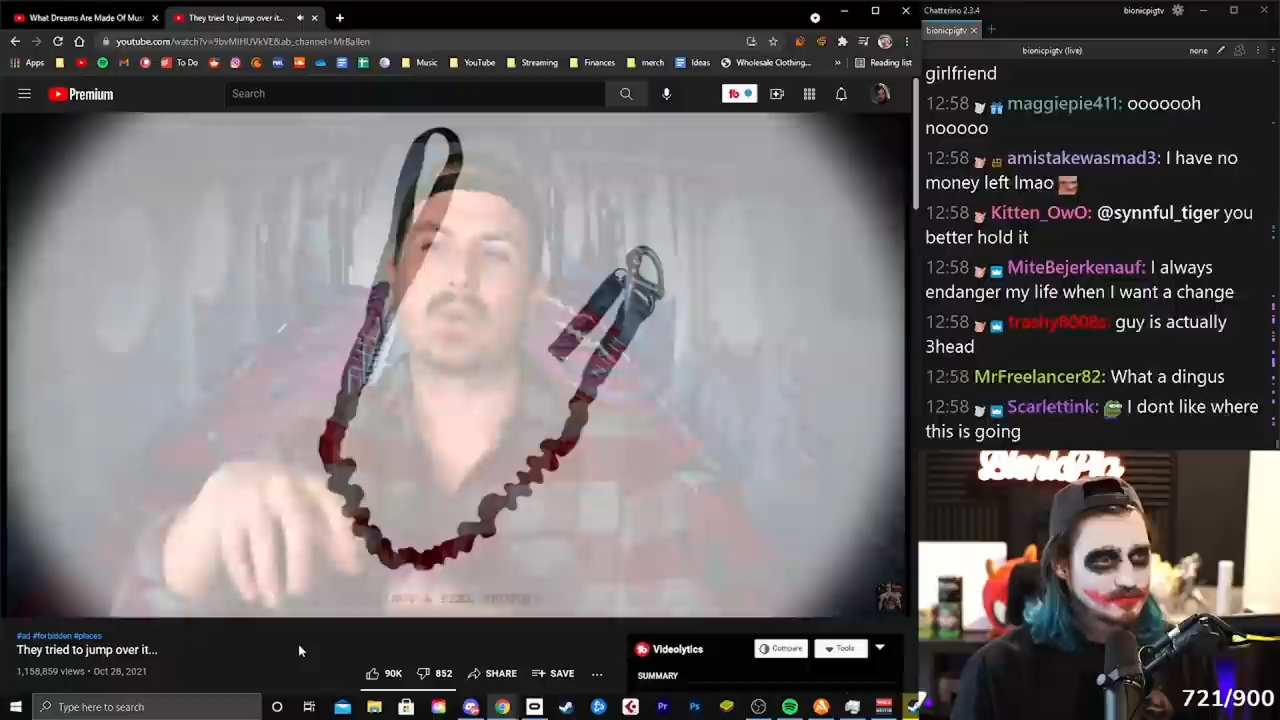 What Dreams Are Made Of Mus
They tried to jump over it...
Chatterino 2.3.4
bionicpigtv
youtube.com/watch?v=9bvMIHUVkVE&ab_channel=MrBallen
bionicpigtv
Apps
To Do
Music
YouTube
Streaming
Finances
merch
Ideas
Wholesale Clothing...
Reading list
bionicpigtv (live)
none
Premium
Search
tb
girlfriend
12:58 maggiepie411: ooooooh
nooooo
12:58 amistakewasmad3: I have no
money left lmao
12:58 Kitten_OwO: @synnful_tiger you
better hold it
12:58 MiteBejerkenauf: I always
endanger my life when I want a change
12:58 trashy8008s: guy is actually
3head
12:58 MrFreelancer82: What a dingus
12:58 Scarlettink: I dont like where
this is going
BionicPig
#ad #forbidden #places
They tried to jump over it...
1,158,859 views • Oct 28, 2021
90K
852
SHARE
SAVE
Videolytics
Compare
Tools
SUMMARY
Type here to search
721/900